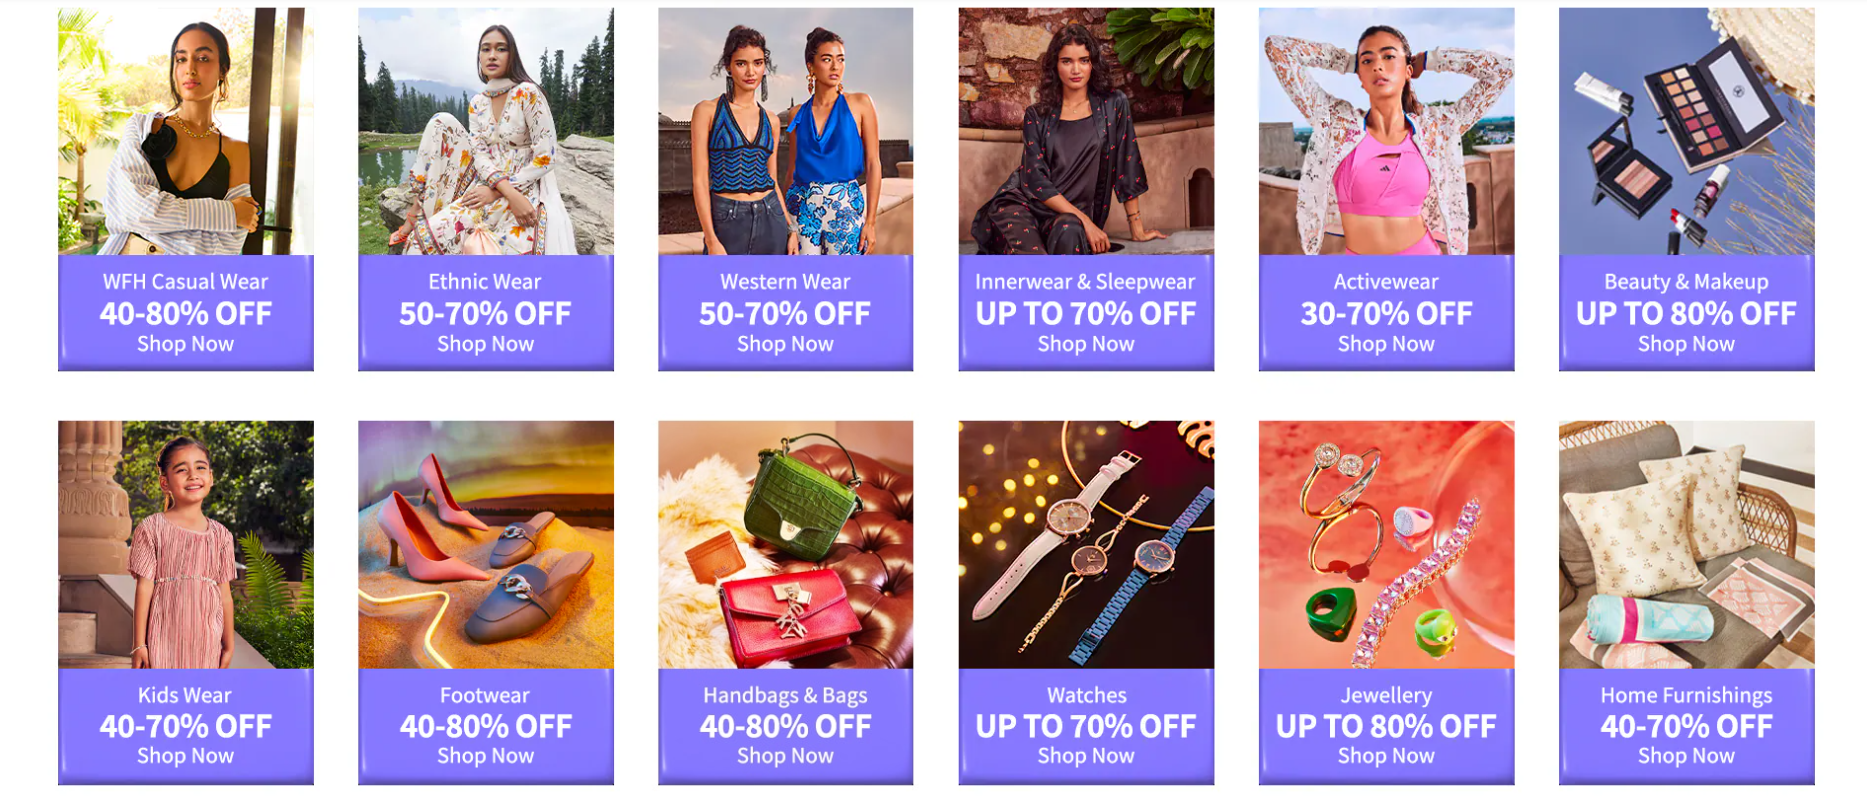 WFH Casual Wear
40-80% OFF
Shop Now
Ethnic Wear
50-70% OFF
Shop Now
Western Wear
50-70% OFF
Shop Now
Innerwear & Sleepwear
UP TO 70% OFF
Shop Now
Activewear
30-70% OFF
Shop Now
Beauty & Makeup
UP TO 80% OFF
Shop Now
Kids Wear
40-70% OFF
Shop Now
Footwear
40-80% OFF
Shop Now
Handbags & Bags
40-80% OFF
Shop Now
Watches
UP TO 70% OFF
Shop Now
Jewellery
UP TO 80% OFF
Shop Now
Home Furnishings
40-70% OFF
Shop Now